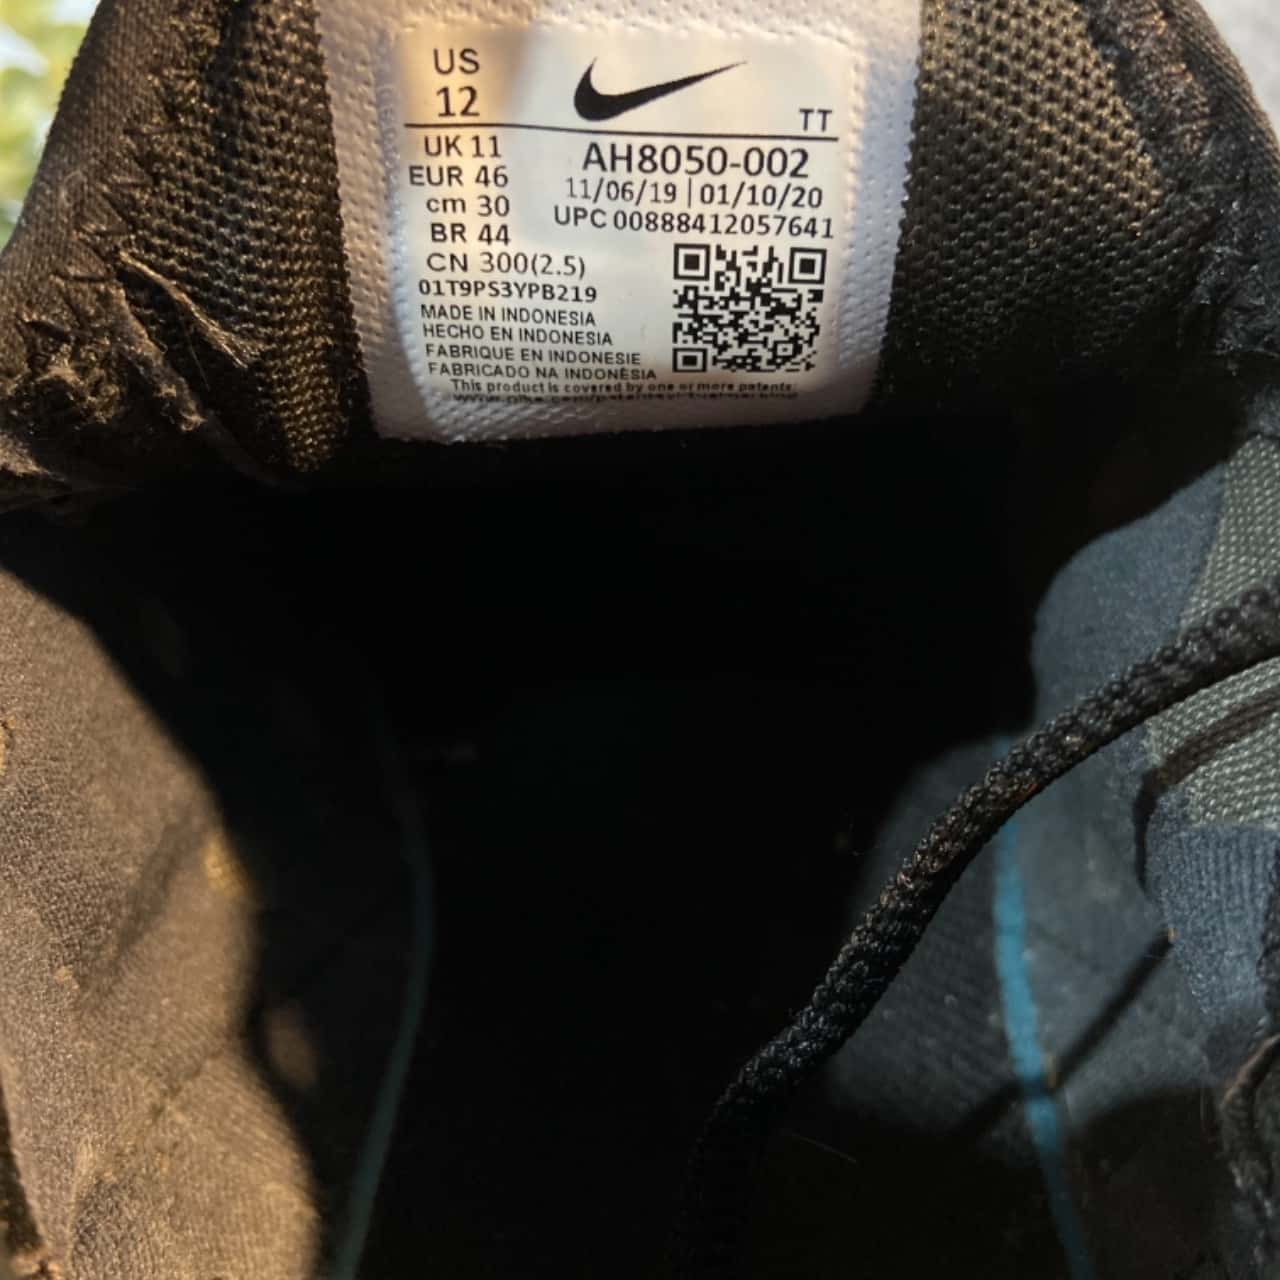 US
12
TT
UK 11
EUR 46
cm 30
BR 44
CN 300(2.5)
01T9PS3YPB219
AH8050-002
11/06/19 | 01/10/20
UPC 00888412057641
MADE IN INDONESIA
HECHO EN INDONESIA
FABRIQUE EN INDONESIE
FABRICADO NA INDONÈSIA
This product is covered by one or more patents: